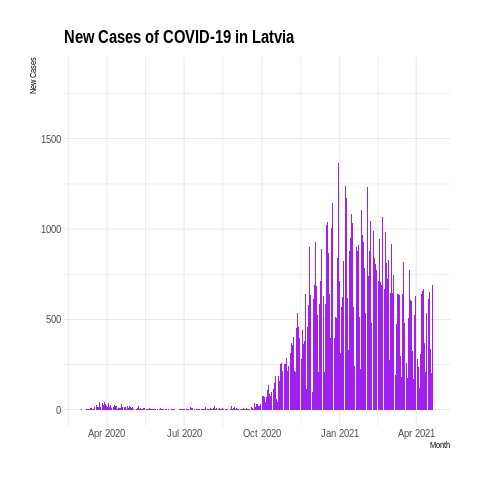 New Cases of COVID-19 in Latvia
New Cases
1500
1000
500
0
Apr 2020
Jul 2020
Oct 2020
Jan 2021
Apr 2021
Month